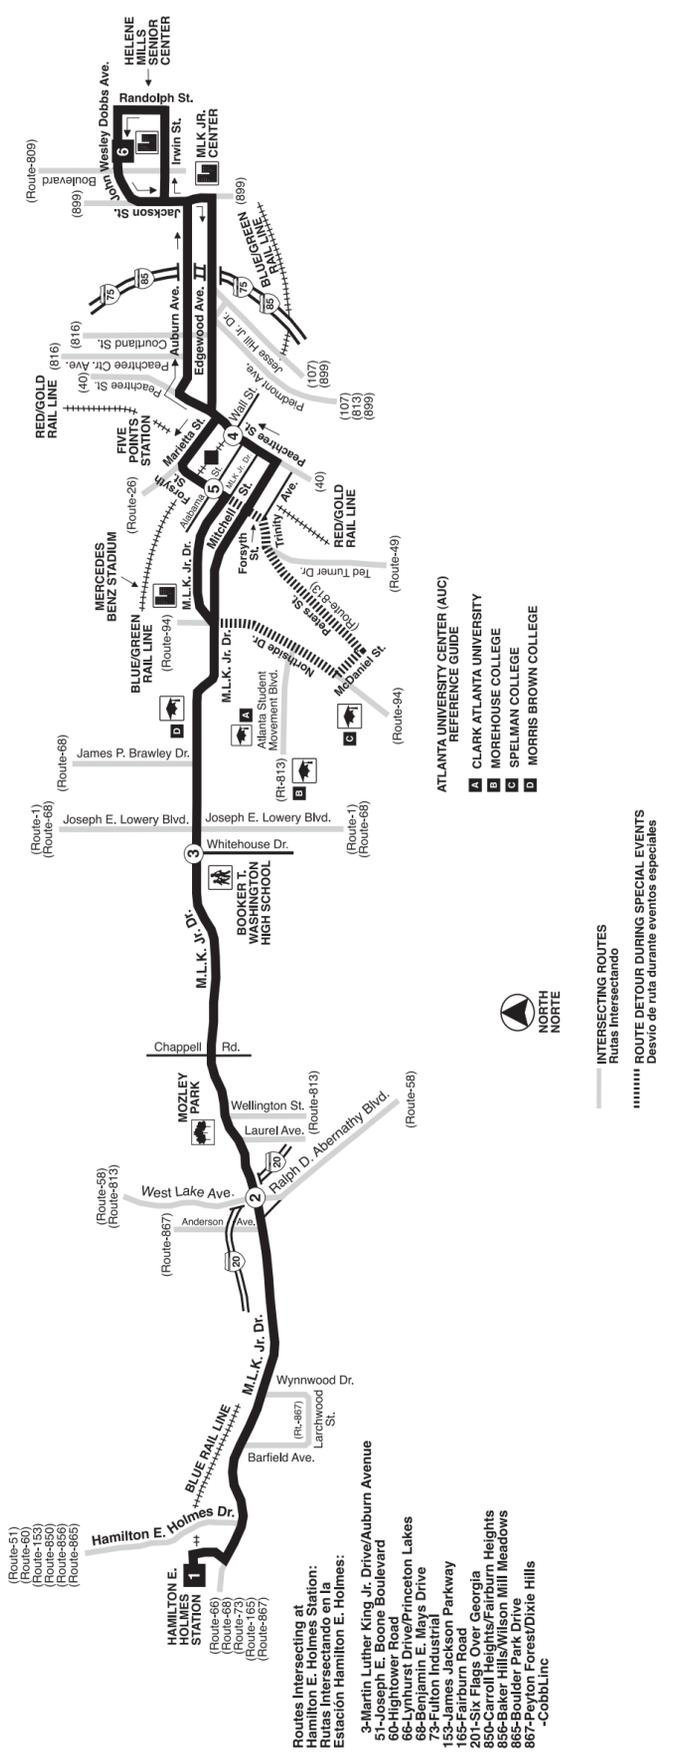 (Route-51)
(Route-60)
(Route-153)
(Route-850)
(Route-856)
(Route-865)
Hamilton E. Holmes Dr.
HAMILTON E.
HOLMES
STATION
1
(Route-66)
(Route-68)
(Route-73)
(Route-165)
(Route-867)
BLUE RAIL LINE
Barfield Ave.
(Rt.-867)
Larchwood
St.
Wynnwood Dr.
M.L.K. Jr. Dr.
20
(Route-867)
Anderson Ave.
(Route-58)
(Route-813)
West Lake Ave.
2
20
Ralph D. Abernathy Blvd.
(Route-58)
Laurel Ave.
Wellington St.
(Route-813)
MOZLEY
PARK
Chappell Rd.
M.L.K. Jr. Dr.
BOOKER T.
WASHINGTON
HIGH SCHOOL
3
Whitehouse Dr.
(Route-1)
(Route-68)
Joseph E. Lowery Blvd.
Joseph E. Lowery Blvd.
(Route-1)
(Route-68)
(Route-68)
James P. Brawley Dr.
D
(Rt-813)
B
Atlanta Student
Movement Blvd.
A
C
M.L.K. Jr. Dr.
Northside Dr.
McDaniel St.
(Route-94)
BLUE/GREEN
RAIL LINE
(Route-94)
MERCEDES
BENZ STADIUM
M.L.K. Jr. Dr.
Peters St.
(Route-813)
Ted Turner Dr.
(Route-49)
Mitchell St.
Forsyth
St.
Trinity Ave.
RED/GOLD
RAIL LINE
(Route-26)
Forsyth St.
Alabama St.
5
MLK Jr. Dr.
Marietta St.
FIVE
POINTS
STATION
4
Wall St.
Peachtree St.
(40)
RED/GOLD
RAIL LINE
(40)
Peachtree St.
(816)
Peachtree Ctr. Ave.
(816)
Courtland St.
Auburn Ave.
Edgewood Ave.
Piedmont Ave.
(107)
(813)
(899)
Jesse Hill Jr. Dr.
(107)
(899)
75
85
75
85
BLUE/GREEN
RAIL LINE
(899)
Jackson St.
(899)
(Route-809)
Boulevard
John Wesley Dobbs Ave.
6
Irwin St.
MLK JR.
CENTER
Randolph St.
HELENE
MILLS
SENIOR
CENTER
Routes Intersecting at
Hamilton E. Holmes Station:
Rutas Intersectando en la
Estación Hamilton E. Holmes:
3-Martin Luther King Jr. Drive/Auburn Avenue
51-Joseph E. Boone Boulevard
60-Hightower Road
66-Lynhurst Drive/Princeton Lakes
68-Benjamin E. Mays Drive
73-Fulton Industrial
153-James Jackson Parkway
165-Fairburn Road
201-Six Flags Over Georgia
850-Carroll Heights/Fairburn Heights
856-Baker Hills/Wilson Mill Meadows
865-Boulder Park Drive
867-Peyton Forest/Dixie Hills
-CobbLinc
NORTH
NORTE
ATLANTA UNIVERSITY CENTER (AUC)
REFERENCE GUIDE
A CLARK ATLANTA UNIVERSITY
B MOREHOUSE COLLEGE
C SPELMAN COLLEGE
D MORRIS BROWN COLLEGE
INTERSECTING ROUTES
Rutas Intersectando
ROUTE DETOUR DURING SPECIAL EVENTS
Desvío de ruta durante eventos especiales